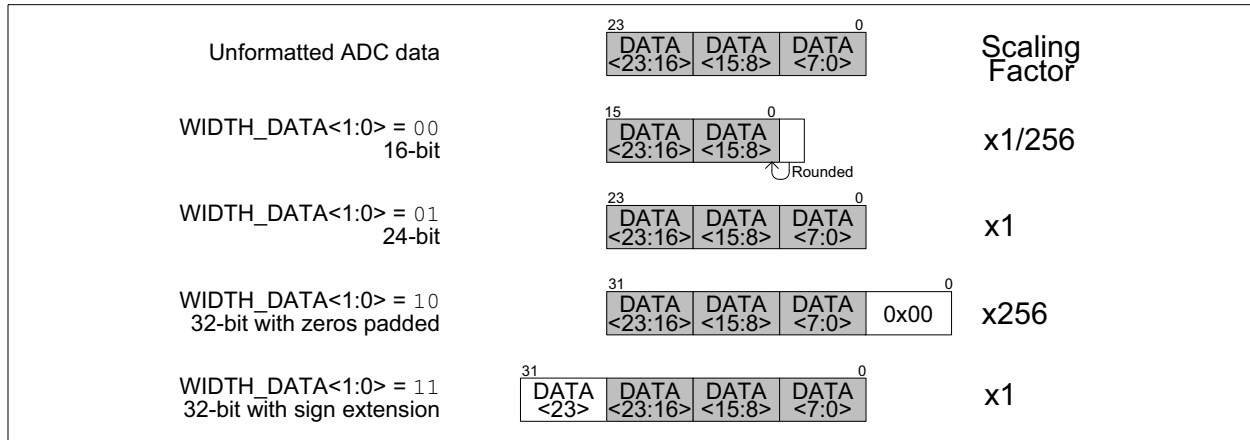 23 0
Unformatted ADC data
DATA DATA DATA
<23:16> <15:8> <7:0>
Scaling
Factor
15 0
WIDTH_DATA<1:0> = 00
16-bit
DATA DATA
<23:16> <15:8>
x1/256
Rounded
23 0
WIDTH_DATA<1:0> = 01
24-bit
DATA DATA DATA
<23:16> <15:8> <7:0>
x1
31 0
WIDTH_DATA<1:0> = 10
32-bit with zeros padded
DATA DATA DATA 0x00
<23:16> <15:8> <7:0>
x256
31 0
WIDTH_DATA<1:0> = 11
32-bit with sign extension
DATA DATA DATA DATA
<23> <23:16> <15:8> <7:0>
x1